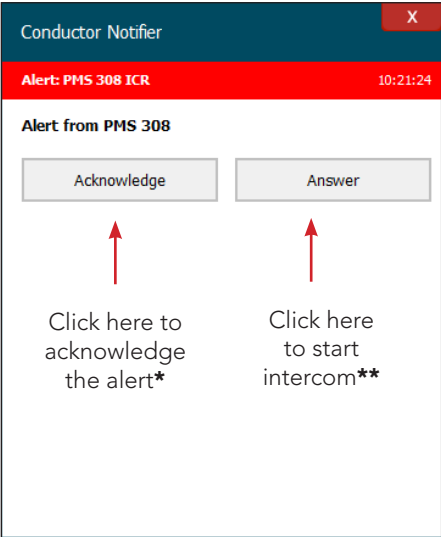 Conductor Notifier
X
Alert: PMS 308 ICR
10:21:24
Alert from PMS 308
Acknowledge
Answer
Click here to
acknowledge
the alert*
Click here
to start
intercom**